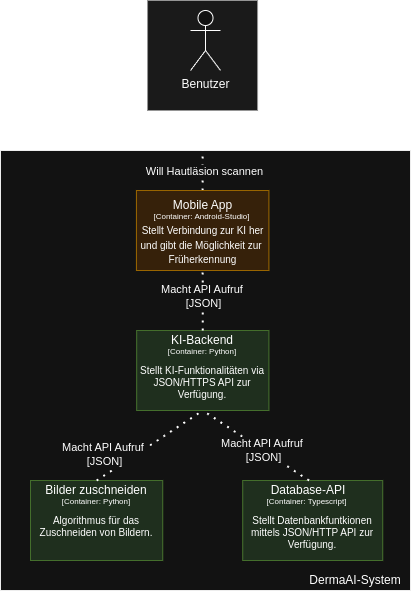 Benutzer
Will Hautläsion scannen
Mobile App
[Container: Android-Studio]
Stellt Verbindung zur KI her
und gibt die Möglichkeit zur
Früherkennung
Macht API Aufruf
[JSON]
KI-Backend
[Container: Python]
Stellt KI-Funktionalitäten via
JSON/HTTPS API zur
Verfügung.
Macht API Aufruf
[JSON]
Macht API Aufruf
[JSON]
Bilder zuschneiden
[Container: Python]
Algorithmus für das
Zuschneiden von Bildern.
Database-API
[Container: Typescript]
Stellt Datenbankfunktionen
mittels JSON/HTTP API zur
Verfügung.
DermaAI-System